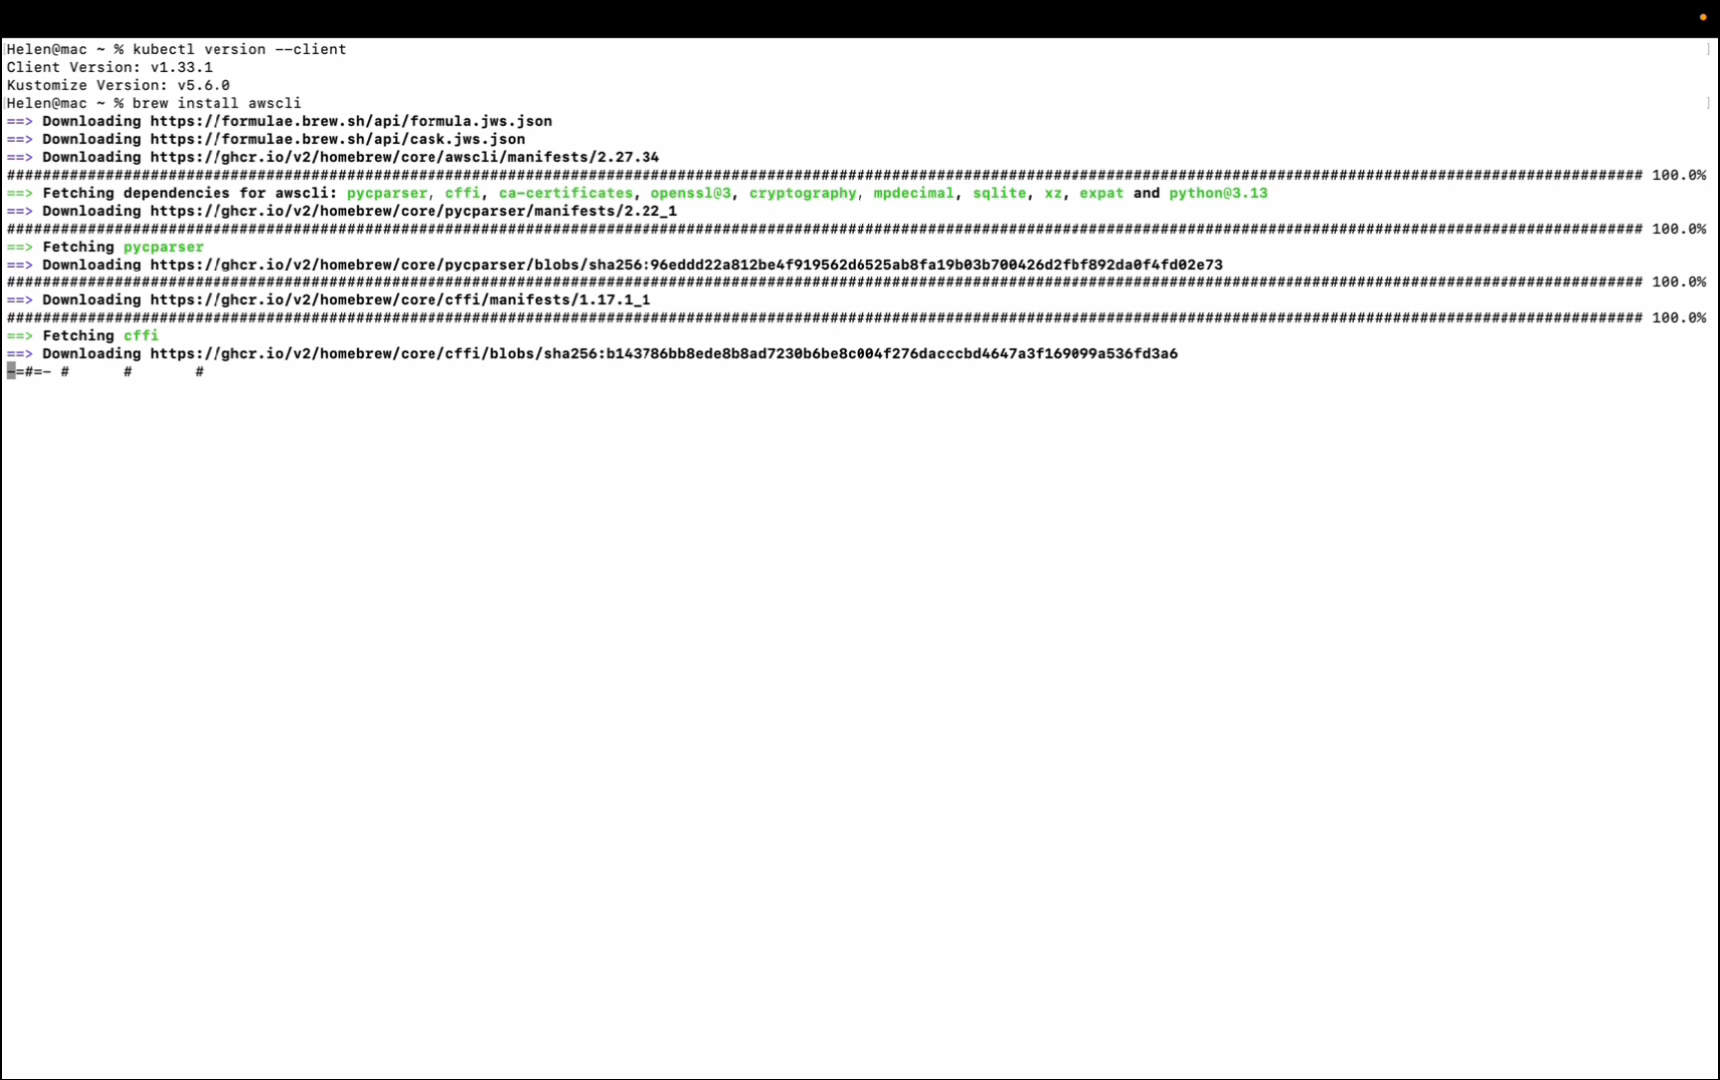 Helen@mac ~ % kubectl version --client
Client Version: v1.33.1
Kustomize Version: v5.6.0
Helen@mac ~ % brew install awscli
==> Downloading https://formulae.brew.sh/api/formula.jws.json
==> Downloading https://formulae.brew.sh/api/cask.jws.json
==> Downloading https://ghcr.io/v2/homebrew/core/awscli/manifests/2.27.34
####################################################################################################################################################################################### 100.0%
==> Fetching dependencies for awscli: pycparser, cffi, ca-certificates, openssl@3, cryptography, mpdecimal, sqlite, xz, expat and python@3.13
==> Downloading https://ghcr.io/v2/homebrew/core/pycparser/manifests/2.22_1
####################################################################################################################################################################################### 100.0%
==> Fetching pycparser
==> Downloading https://ghcr.io/v2/homebrew/core/pycparser/blobs/sha256:96eddd22a812be4f919562d6525ab8fa19b03b700426d2fbf892da0f4fd02e73
####################################################################################################################################################################################### 100.0%
==> Downloading https://ghcr.io/v2/homebrew/core/cffi/manifests/1.17.1_1
####################################################################################################################################################################################### 100.0%
==> Fetching cffi
==> Downloading https://ghcr.io/v2/homebrew/core/cffi/blobs/sha256:b143786bb8ede8b8ad7230b6be8c004f276dacccbd4647a3f169099a536fd3a6
-=#=- #      #       #